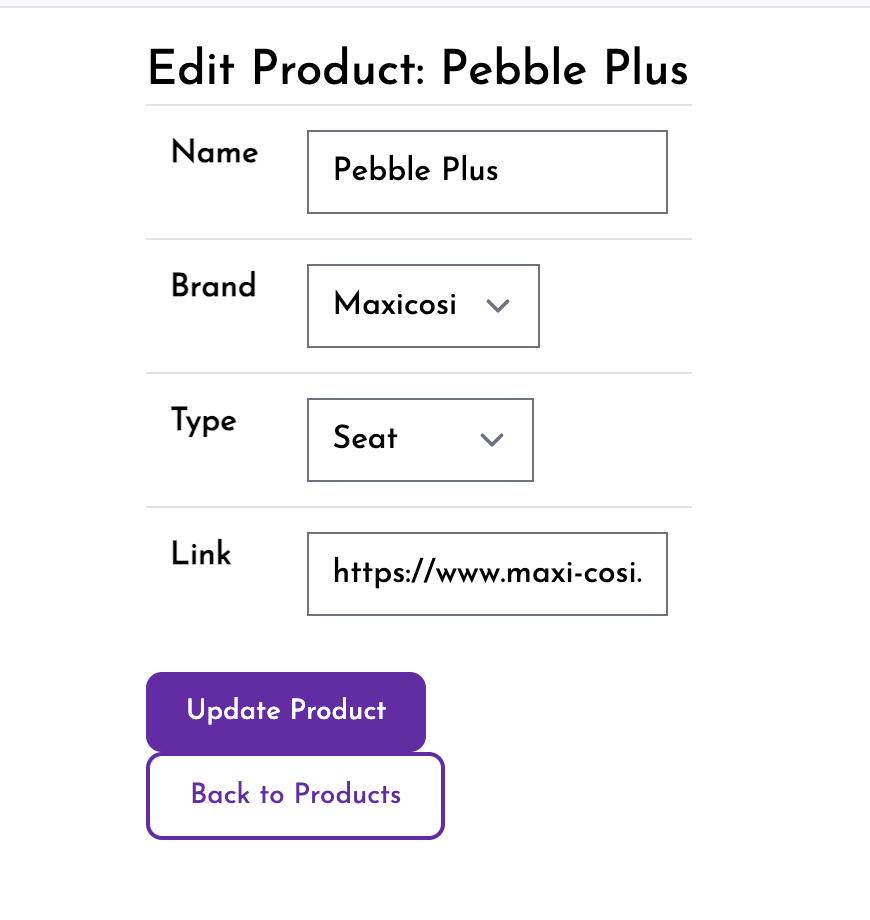 Edit Product: Pebble Plus
Name
Pebble Plus
Brand
Maxicosi
Type
Seat
Link
https://www.maxi-cosi.
Update Product
Back to Products